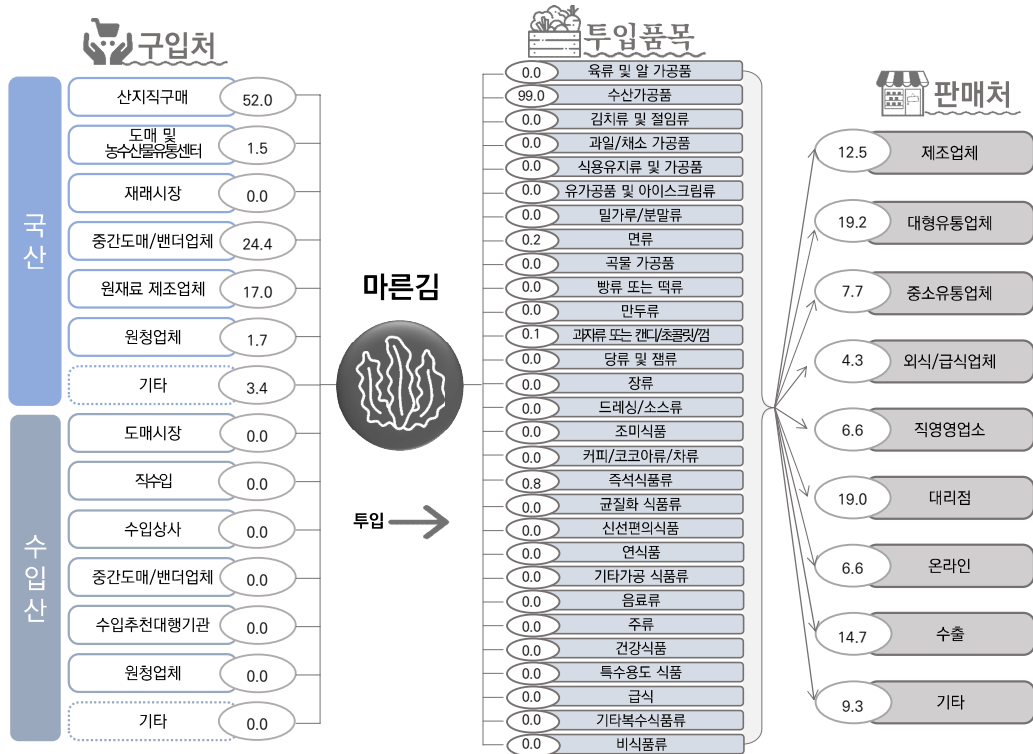 구입처
국산
산지직구매
52.0
도매 및
농수산물유통센터
1.5
재래시장
0.0
중간도매/밴더업체
24.4
원재료 제조업체
17.0
원청업체
1.7
기타
3.4
수입산
도매시장
0.0
직수입
0.0
수입상사
0.0
중간도매/밴더업체
0.0
수입추천대행기관
0.0
원청업체
0.0
기타
0.0
마른김
투입
투입품목
0.0 육류 및 알 가공품
99.0 수산가공품
0.0 김치류 및 절임류
0.0 과일/채소 가공품
0.0 식용유지류 및 가공품
0.0 유가공품 및 아이스크림류
0.0 밀가루/분말류
0.2 면류
0.0 곡물 가공품
0.0 빵류 또는 떡류
0.0 만두류
0.1 과자류 또는 캔디/초콜릿/껌
0.0 당류 및 잼류
0.0 장류
0.0 드레싱/소스류
0.0 조미식품
0.0 커피/코코아류/차류
0.8 즉석식품류
0.0 균질화 식품류
0.0 신선편의식품
0.0 연식품
0.0 기타가공 식품류
0.0 음료류
0.0 주류
0.0 건강식품
0.0 특수용도 식품
0.0 급식
0.0 기타복수식품류
0.0 비식품류
판매처
12.5 제조업체
19.2 대형유통업체
7.7 중소유통업체
4.3 외식/급식업체
6.6 직영영업소
19.0 대리점
6.6 온라인
14.7 수출
9.3 기타